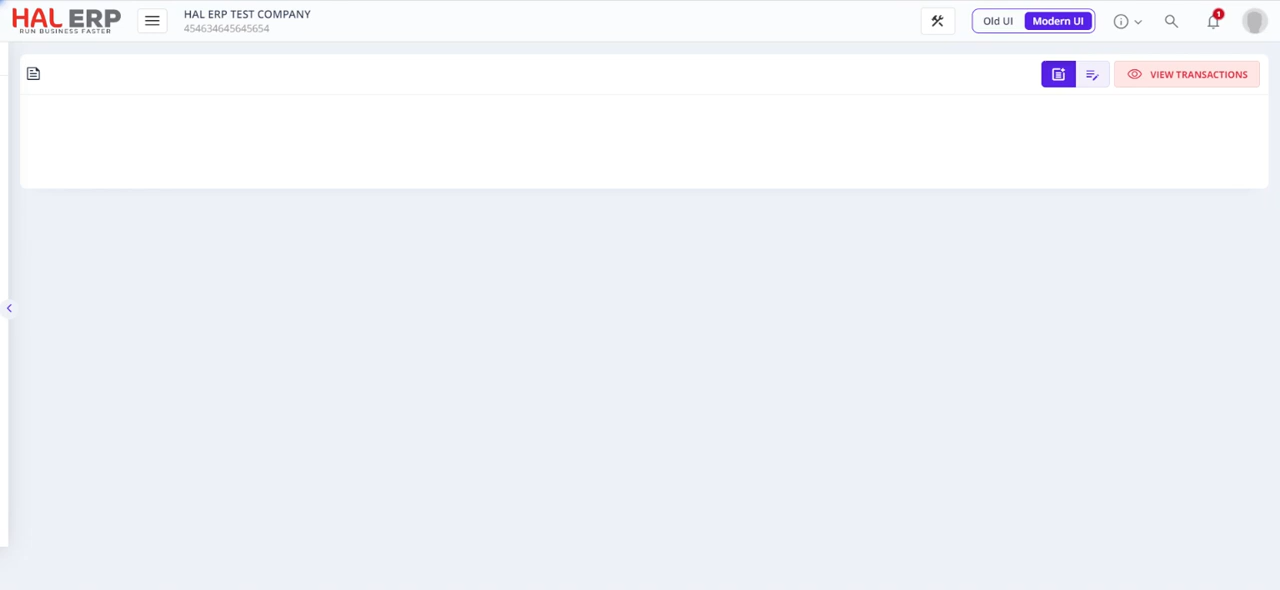 HAL ERP
RUN BUSINESS FASTER
HAL ERP TEST COMPANY
454634645645654
Old UI
Modern UI
1
VIEW TRANSACTIONS